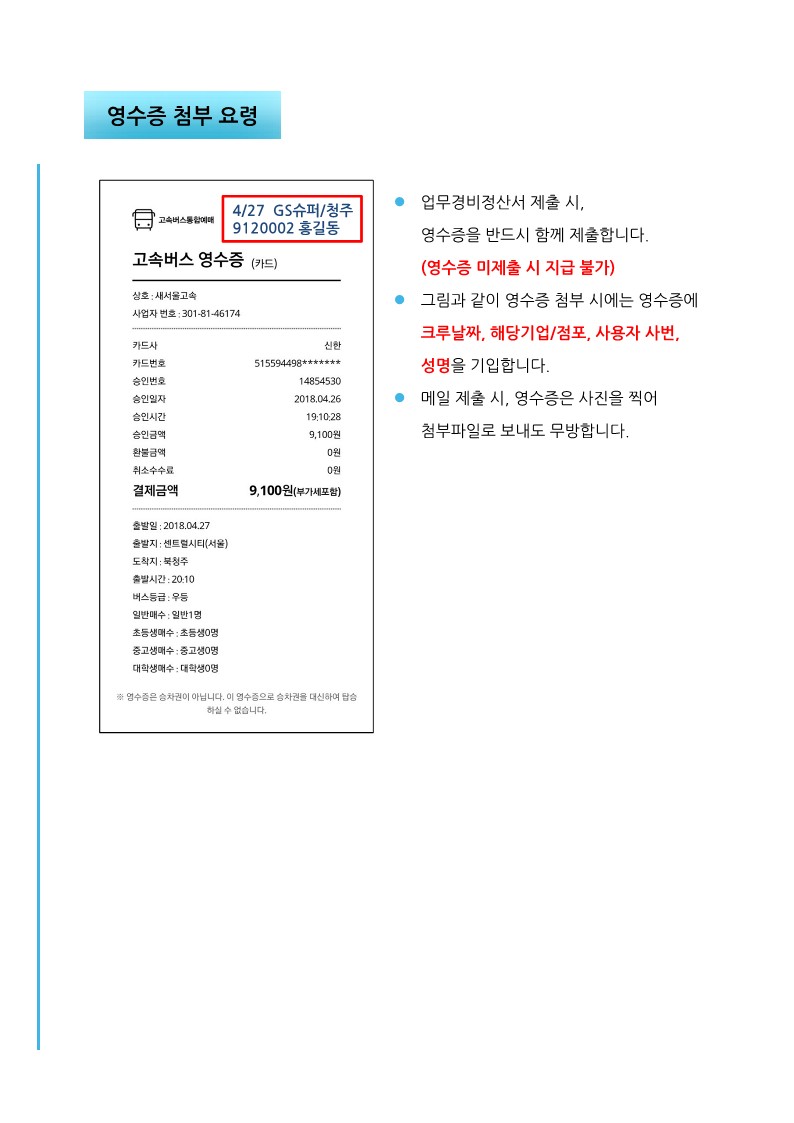 영수증 첨부 요령
고속버스통합예매
4/27 GS슈퍼/청주
9120002 홍길동
고속버스 영수증 (카드)
상호 : 새서울고속
사업자 번호 : 301-81-46174
카드사 신한
카드번호 515594498*******
승인번호 14854530
승인일자 2018.04.26
승인시간 19:10:28
승인금액 9,100원
환불금액 0원
취소수수료 0원
결제금액 9,100원(부가세포함)
출발일 : 2018.04.27
출발지 : 센트럴시티(서울)
도착지 : 북청주
출발시간 : 20:10
버스등급 : 우등
일반매수 : 일반1명
초등생매수 : 초등생0명
중고생매수 : 중고생0명
대학생매수 : 대학생0명
※ 영수증은 승차권이 아닙니다. 이 영수증으로 승차권을 대신하여 탑승
하실 수 없습니다.
● 업무경비정산서 제출 시,
영수증을 반드시 함께 제출합니다.
(영수증 미제출 시 지급 불가)
● 그림과 같이 영수증 첨부 시에는 영수증에
크루날짜, 해당기업/점포, 사용자 사번,
성명을 기입합니다.
● 메일 제출 시, 영수증은 사진을 찍어
첨부파일로 보내도 무방합니다.